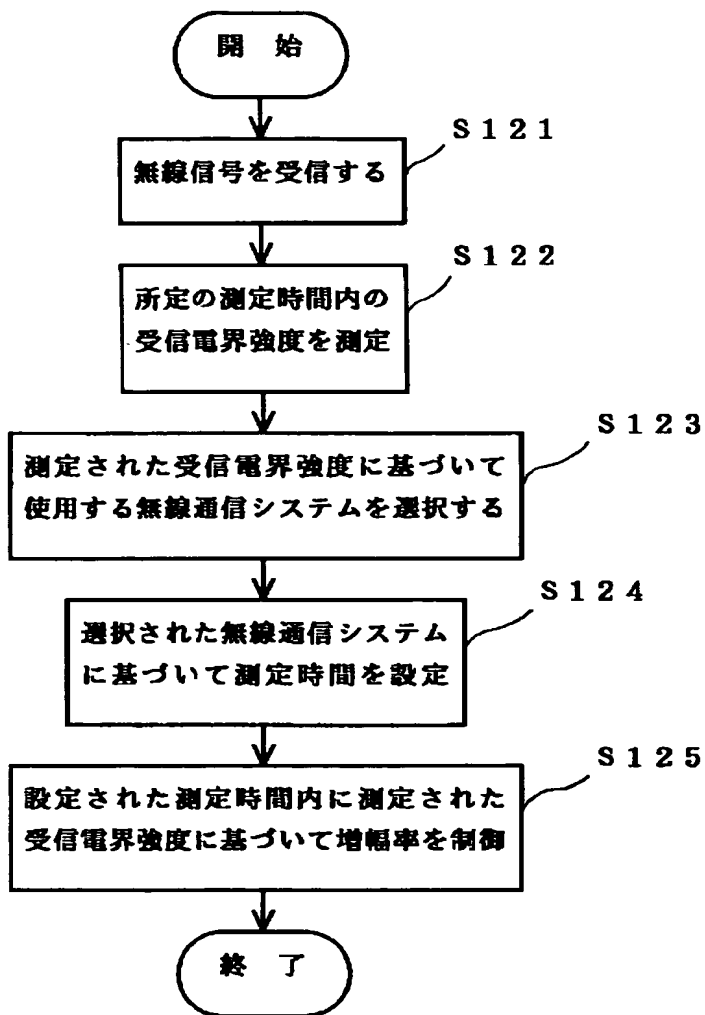 開 始
S121
無線信号を受信する
S122
所定の測定時間内の
受信電界強度を測定
S123
測定された受信電界強度に基づいて
使用する無線通信システムを選択する
S124
選択された無線通信システム
に基づいて測定時間を設定
S125
設定された測定時間内に測定された
受信電界強度に基づいて増幅率を制御
終 了